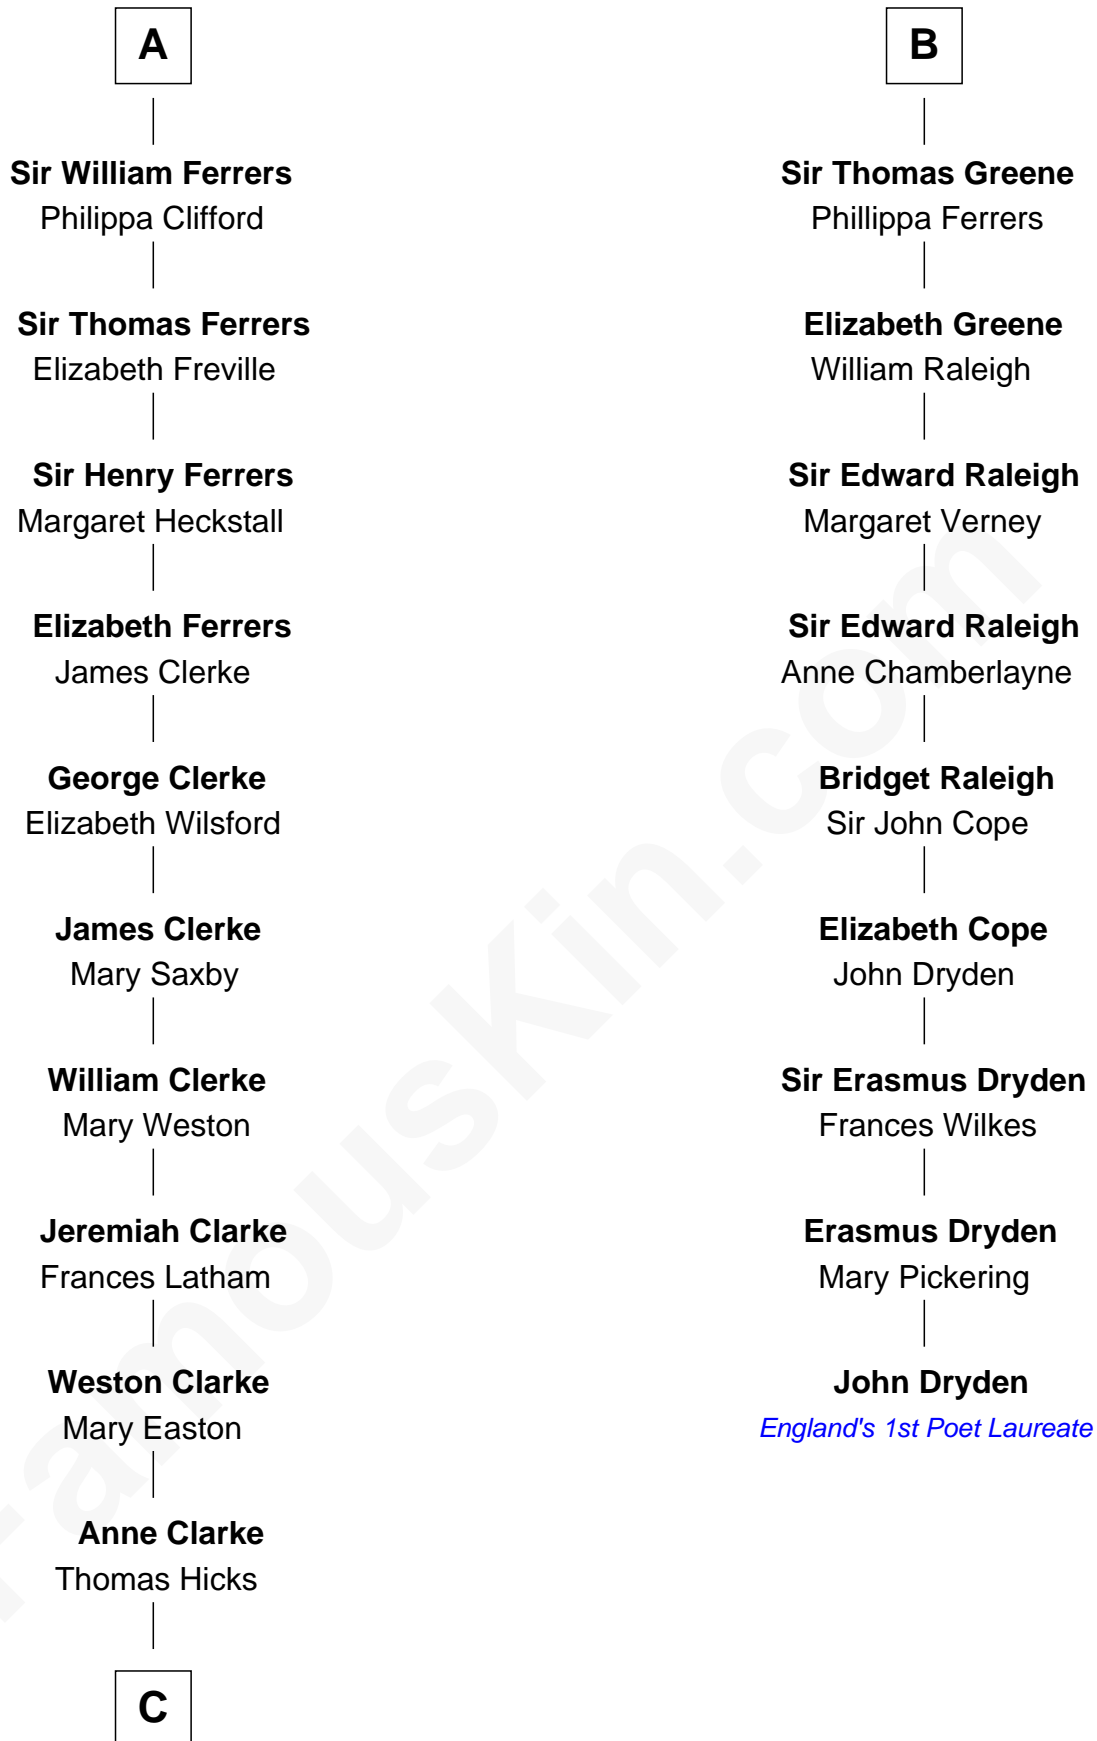 A
Sir William Ferrers
Philippa Clifford
Sir Thomas Ferrers
Elizabeth Freville
Sir Henry Ferrers
Margaret Heckstall
Elizabeth Ferrers
James Clerke
George Clerke
Elizabeth Wilsford
James Clerke
Mary Saxby
William Clerke
Mary Weston
Jeremiah Clarke
Frances Latham
Weston Clarke
Mary Easton
Anne Clarke
Thomas Hicks
C
B
Sir Thomas Greene
Phillippa Ferrers
Elizabeth Greene
William Raleigh
Sir Edward Raleigh
Margaret Verney
Sir Edward Raleigh
Anne Chamberlayne
Bridget Raleigh
Sir John Cope
Elizabeth Cope
John Dryden
Sir Erasmus Dryden
Frances Wilkes
Erasmus Dryden
Mary Pickering
John Dryden
England's 1st Poet Laureate
FamousKin.com